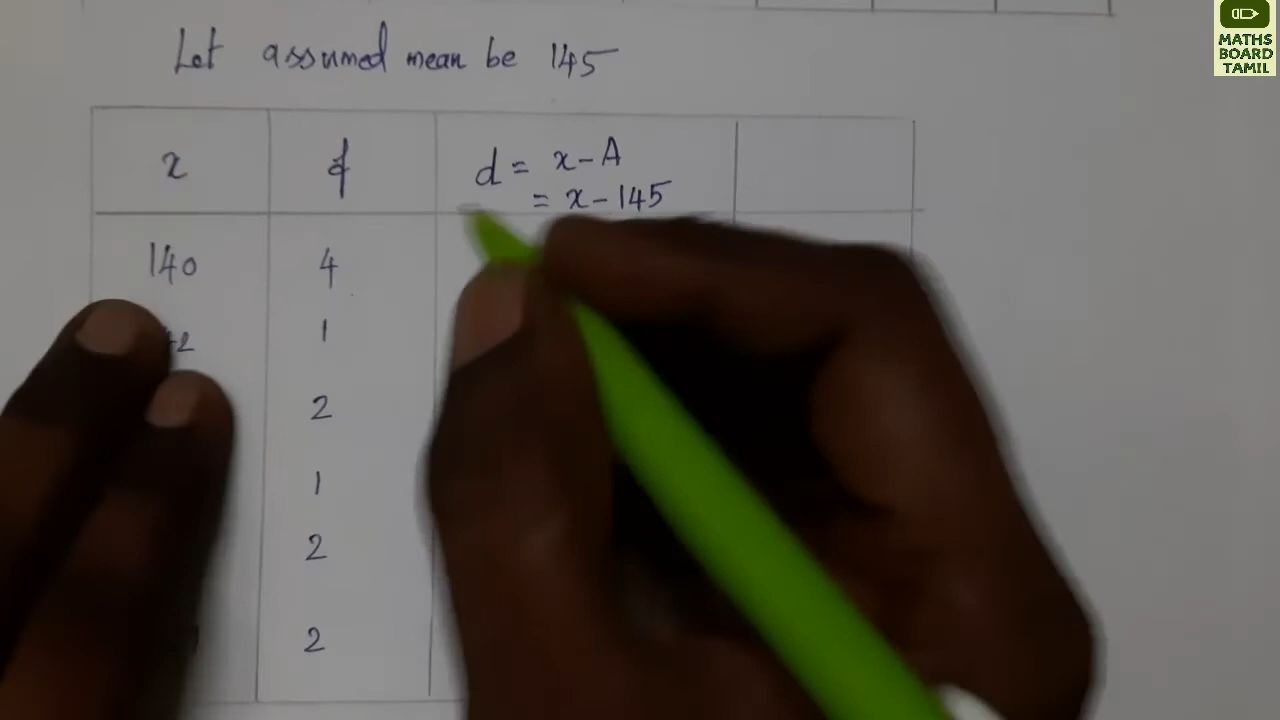 MATHS
BOARD
TAMIL
Let assumed mean be 145
x f d = x - A
= x - 145
140 4
1
2
1
2
2